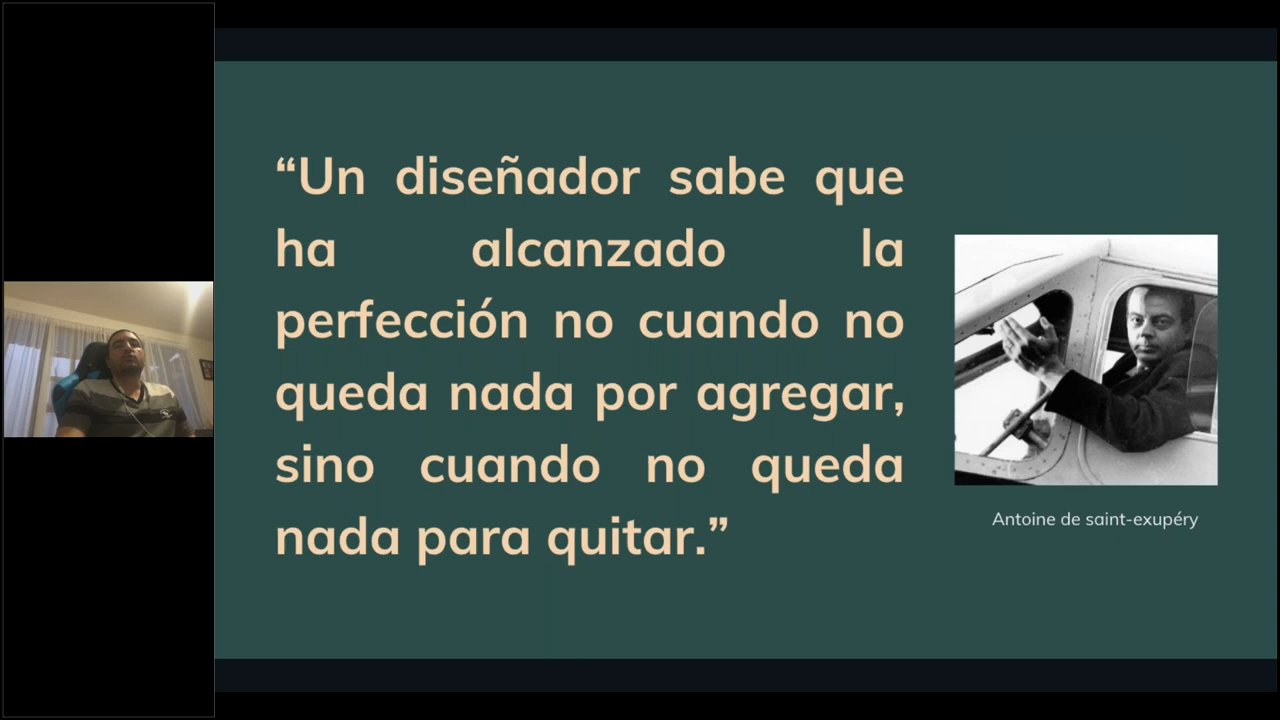 “Un diseñador sabe que
ha alcanzado la
perfección no cuando no
queda nada por agregar,
sino cuando no queda
nada para quitar.”
Antoine de saint-exupéry